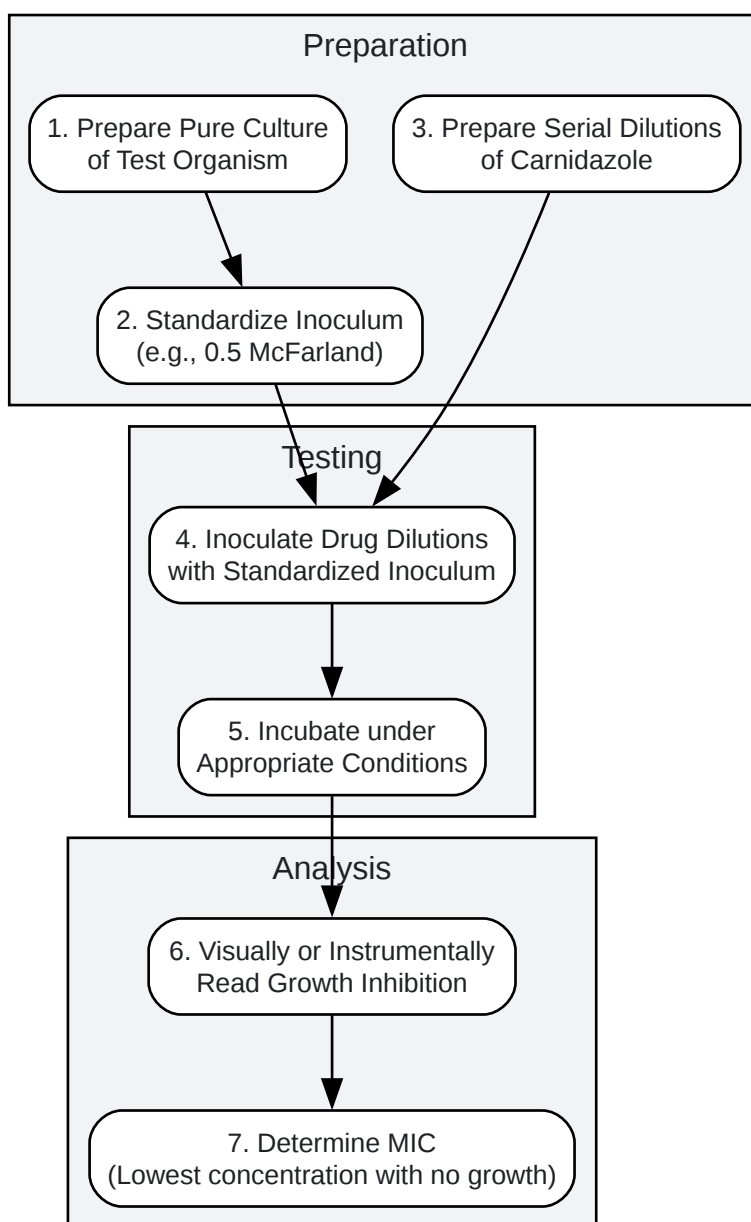 Preparation
1. Prepare Pure Culture
of Test Organism
3. Prepare Serial Dilutions
of Carnidazole
2. Standardize Inoculum
(e.g., 0.5 McFarland)
Testing
4. Inoculate Drug Dilutions
with Standardized Inoculum
5. Incubate under
Appropriate Conditions
Analysis
6. Visually or Instrumentally
Read Growth Inhibition
7. Determine MIC
(Lowest concentration with no growth)